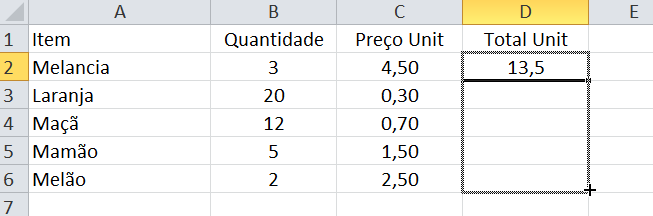 A B C D E
1 Item Quantidade Preço Unit Total Unit
2 Melancia 3 4,50 13,5
3 Laranja 20 0,30
4 Maçã 12 0,70
5 Mamão 5 1,50
6 Melão 2 2,50
7